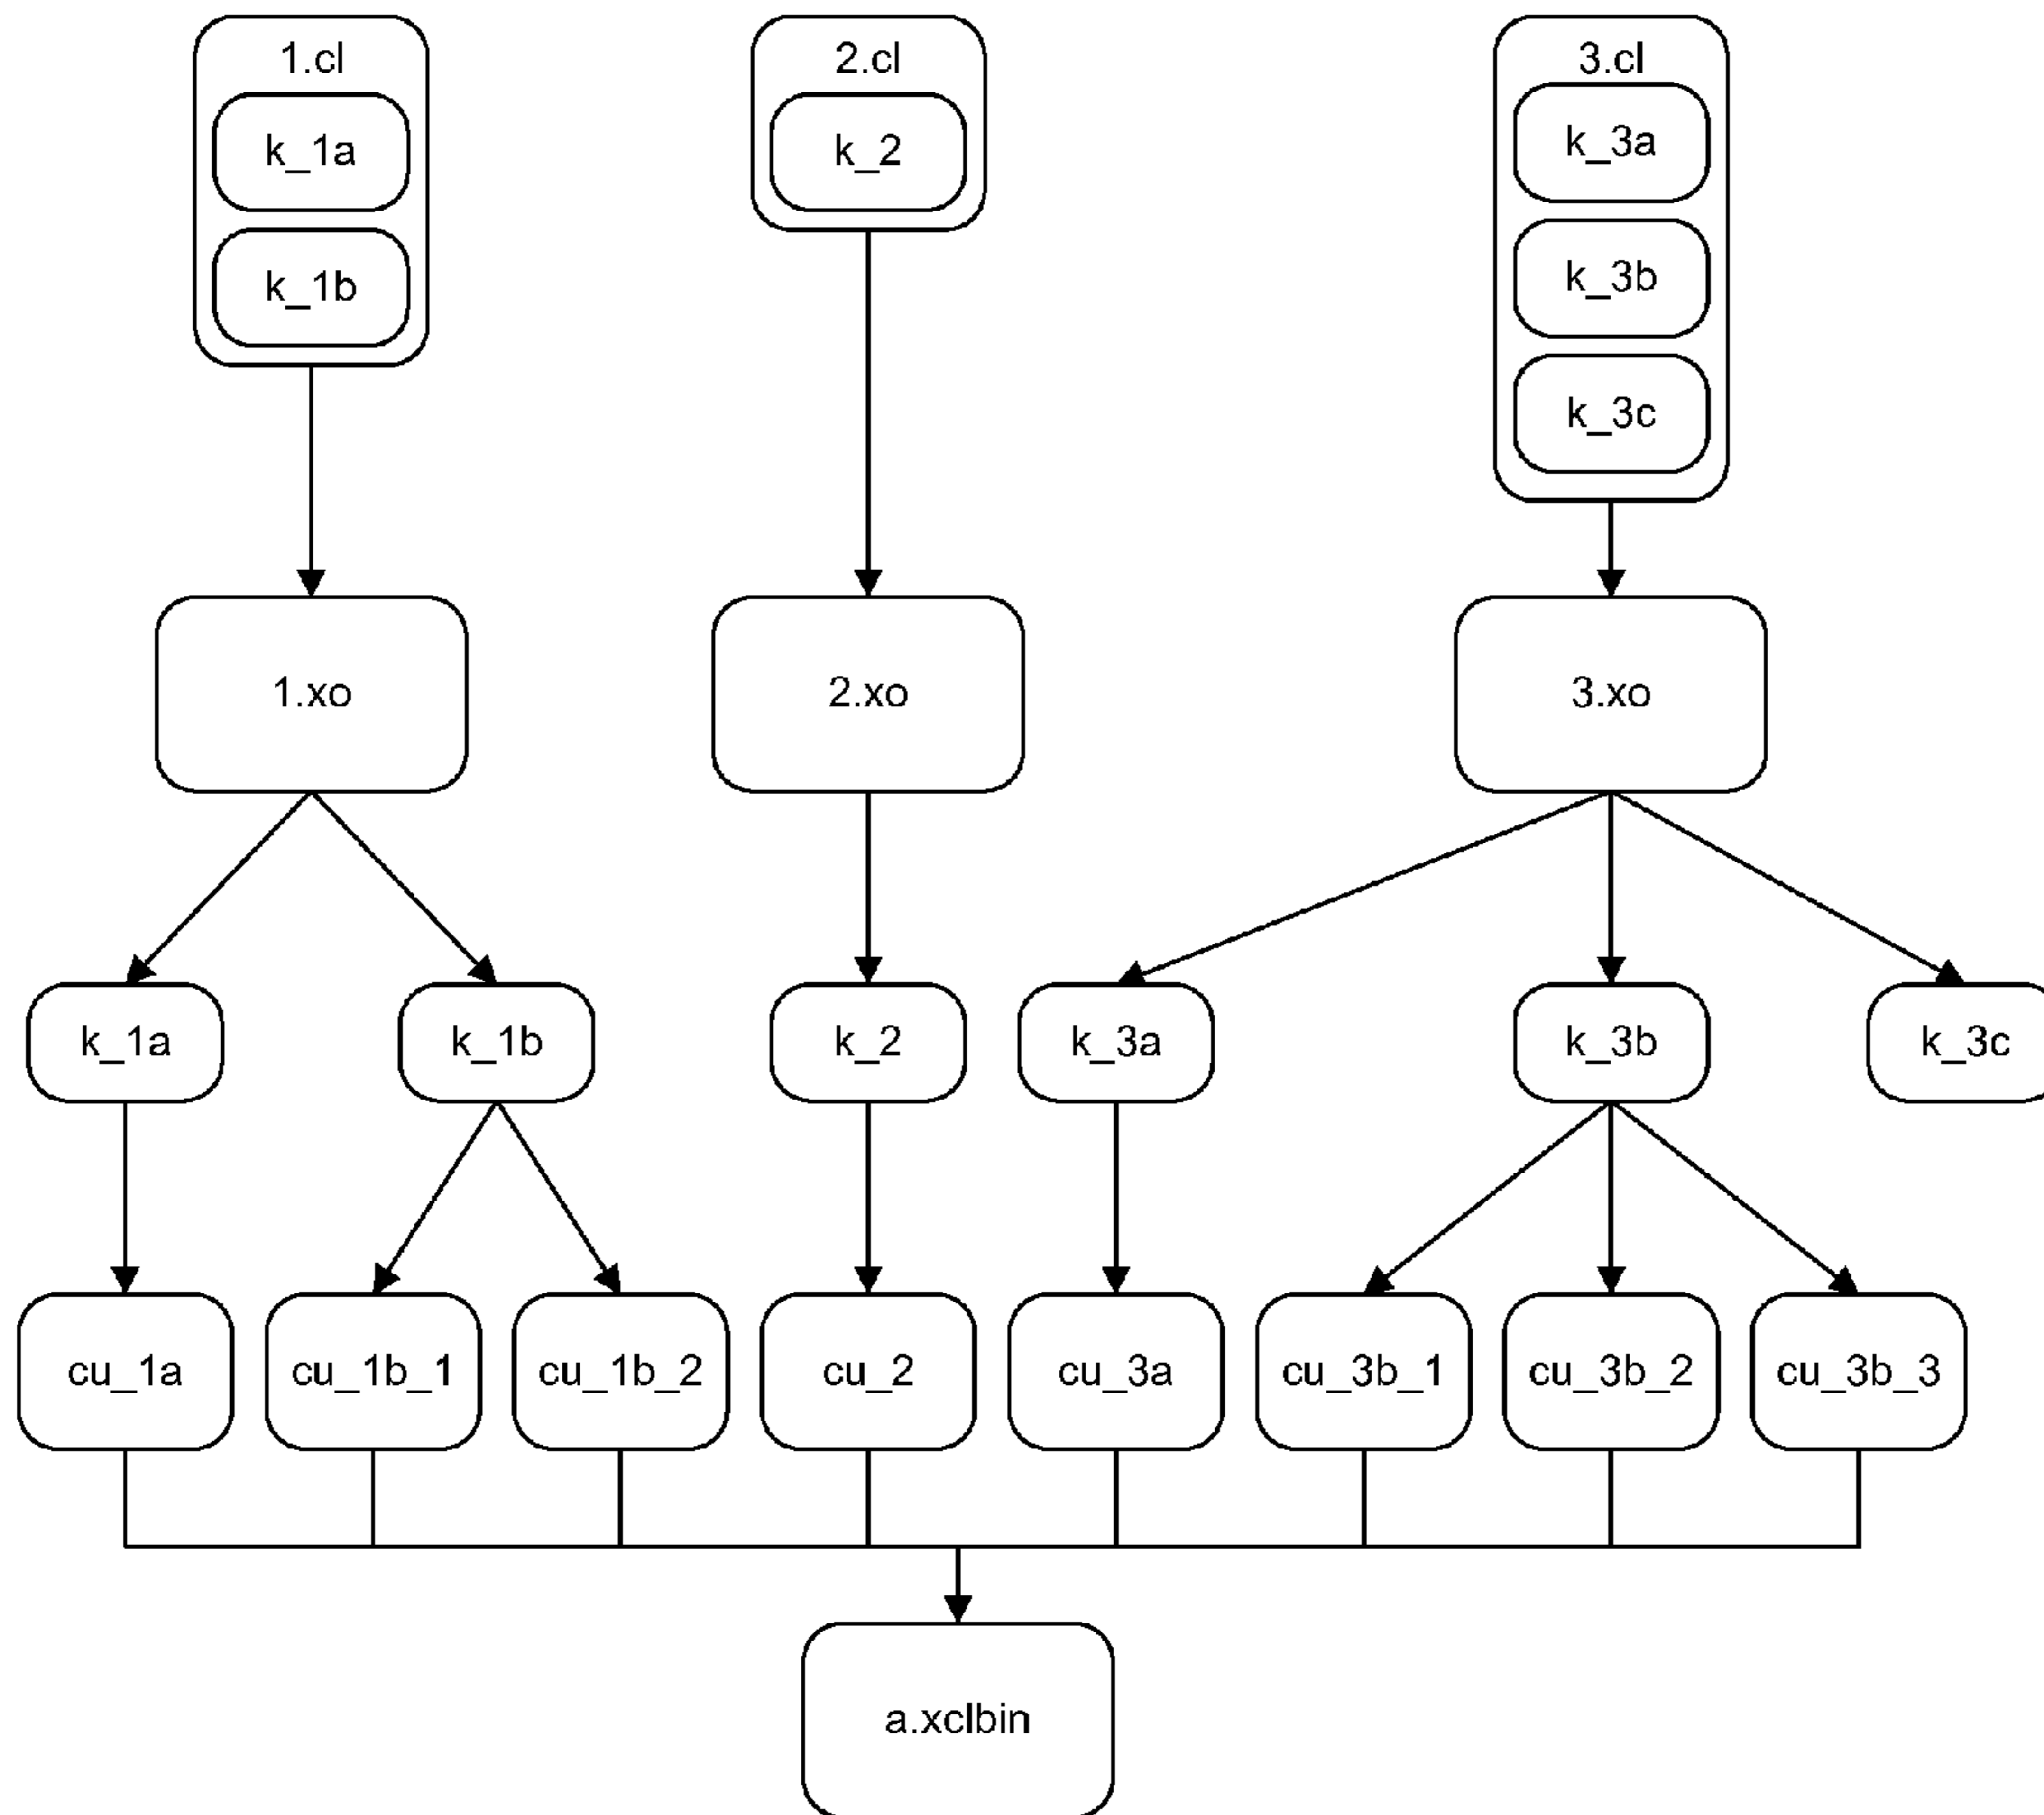 1.cl
k_1a
k_1b
2.cl
k_2
3.cl
k_3a
k_3b
k_3c
1.xo
2.xo
3.xo
k_1a
k_1b
k_2
k_3a
k_3b
k_3c
cu_1a
cu_1b_1
cu_1b_2
cu_2
cu_3a
cu_3b_1
cu_3b_2
cu_3b_3
a.xclbin